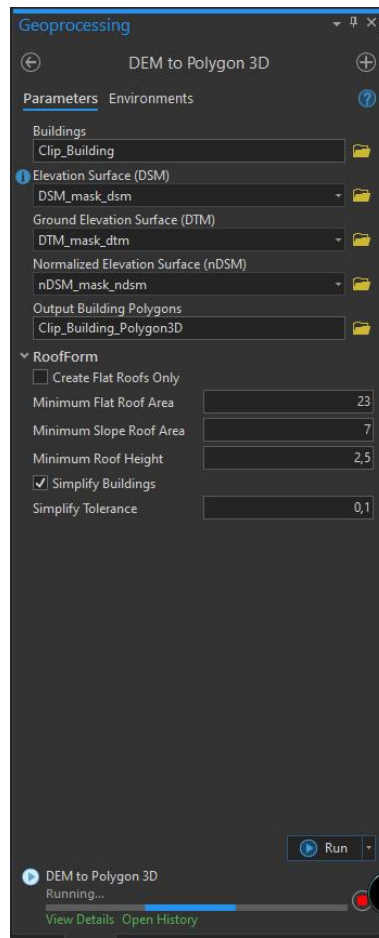 Geoprocessing
DEM to Polygon 3D
Parameters Environments
Buildings
Clip_Building
Elevation Surface (DSM)
DSM_mask_dsm
Ground Elevation Surface (DTM)
DTM_mask_dtm
Normalized Elevation Surface (nDSM)
nDSM_mask_ndsm
Output Building Polygons
Clip_Building_Polygon3D
RoofForm
Create Flat Roofs Only
Minimum Flat Roof Area 23
Minimum Slope Roof Area 7
Minimum Roof Height 2,5
Simplify Buildings
Simplify Tolerance 0,1
Run
DEM to Polygon 3D
Running...
View Details Open History